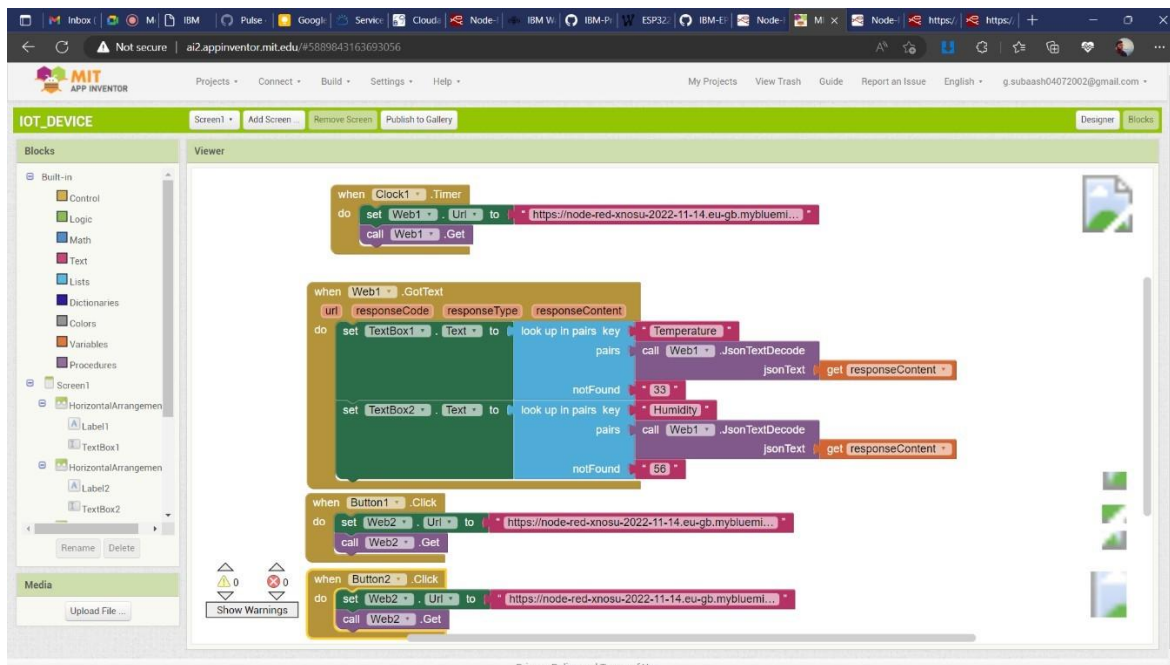 Inbox ( M IBM Pulse - Google Service Clouda Node- IBM W IBM-P ESP32 IBM-EF Node- MI Node- https:/ https:/
Not secure ai2.appinventor.mit.edu/#5889843163693056
MIT APP INVENTOR Projects Connect Build Settings Help My Projects View Trash Guide Report an Issue English g.subaash04072002@gmail.com
IOT_DEVICE Screen1 Add Screen ... Remove Screen Publish to Gallery Designer Blocks
Blocks
Viewer
Built-in
Control
Logic
Math
Text
Lists
Dictionaries
Colors
Variables
Procedures
Screen1
HorizontalArrangemen
Label1
TextBox1
HorizontalArrangemen
Label2
TextBox2
Rename Delete
Media
Upload File ...
when Clock1 .Timer
do set Web1 . Url to " https://node-red-xnosu-2022-11-14.eu-gb.mybluemi... "
call Web1 .Get
when Web1 .GotText
url responseCode responseType responseContent
do set TextBox1 . Text to look up in pairs key " Temperature "
pairs call Web1 .JsonTextDecode
jsonText get responseContent
notFound " 33 "
set TextBox2 . Text to look up in pairs key " Humidity "
pairs call Web1 .JsonTextDecode
jsonText get responseContent
notFound " 56 "
when Button1 .Click
do set Web2 . Url to " https://node-red-xnosu-2022-11-14.eu-gb.mybluemi... "
call Web2 .Get
when Button2 .Click
do set Web2 . Url to " https://node-red-xnosu-2022-11-14.eu-gb.mybluemi... "
call Web2 .Get
0 0
Show Warnings